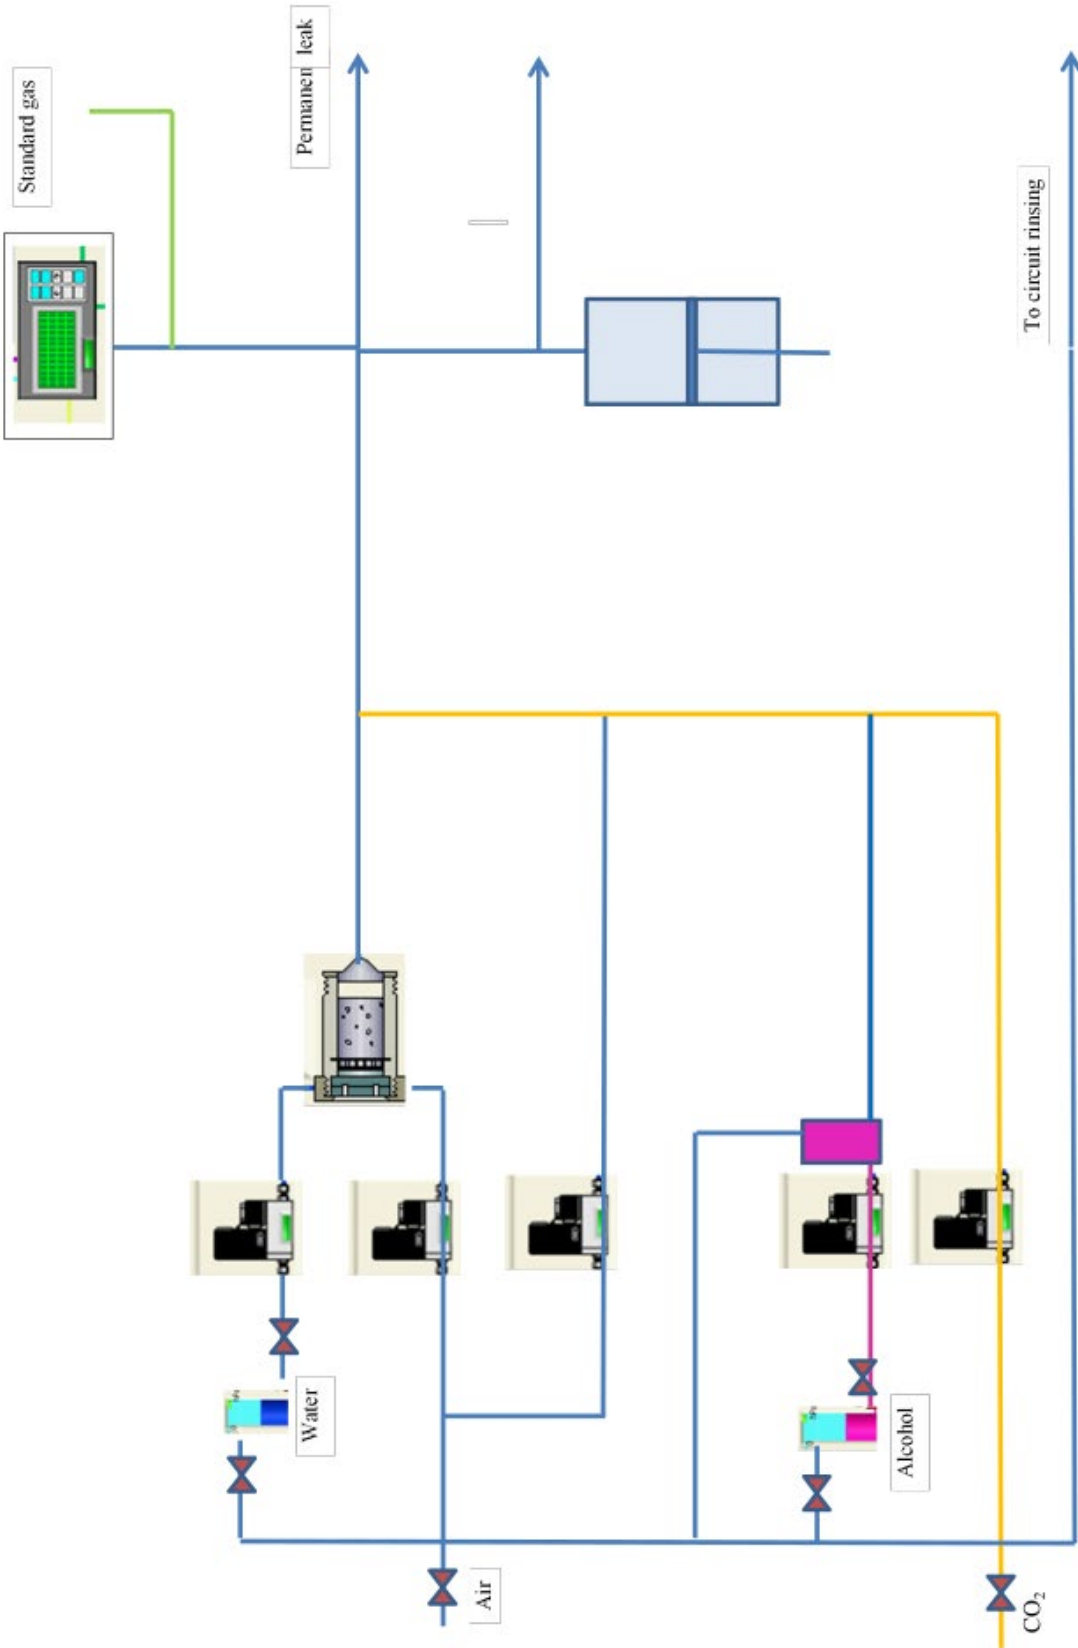 Standard gas
Permanen leak
To circuit rinsing
Water
Alcohol
Air
CO₂